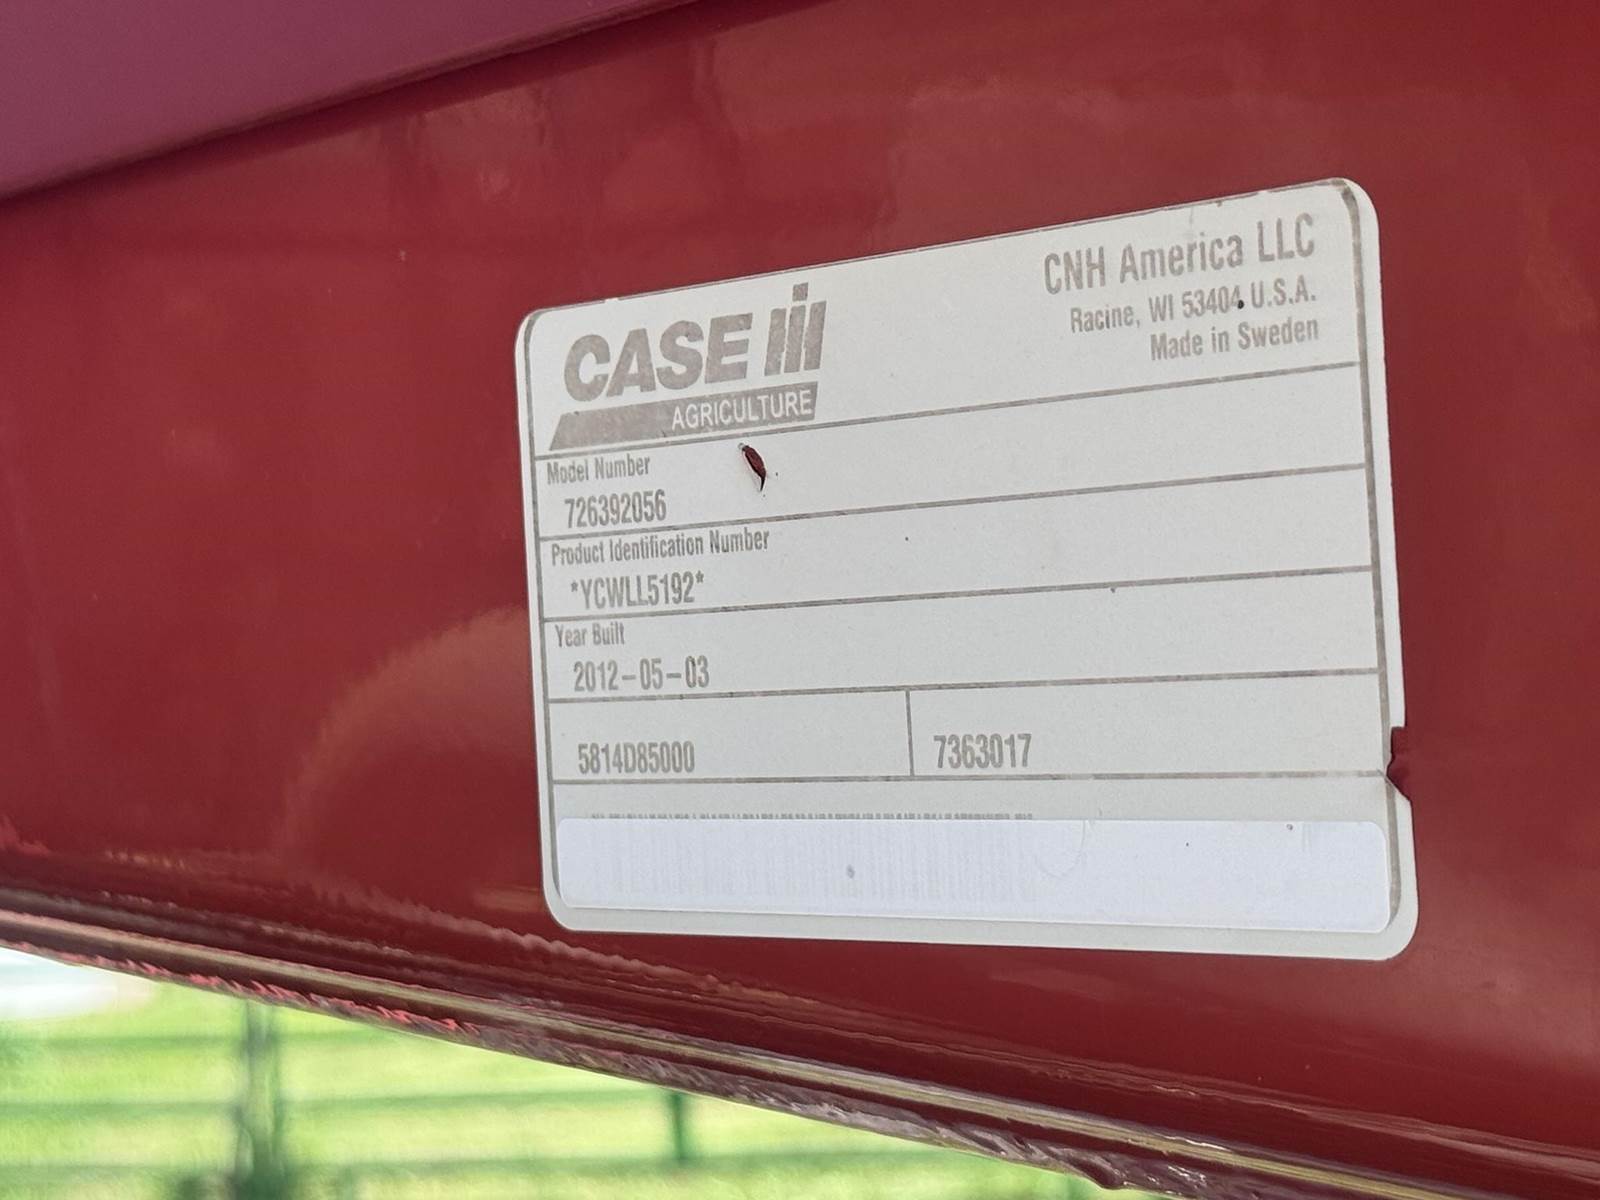 CASE IH
AGRICULTURE
CNH America LLC
Racine, WI 53404 U.S.A.
Made in Sweden
Model Number
726392056
Product Identification Number
*YCWLL5192*
Year Built
2012-05-03
5814D85000
7363017